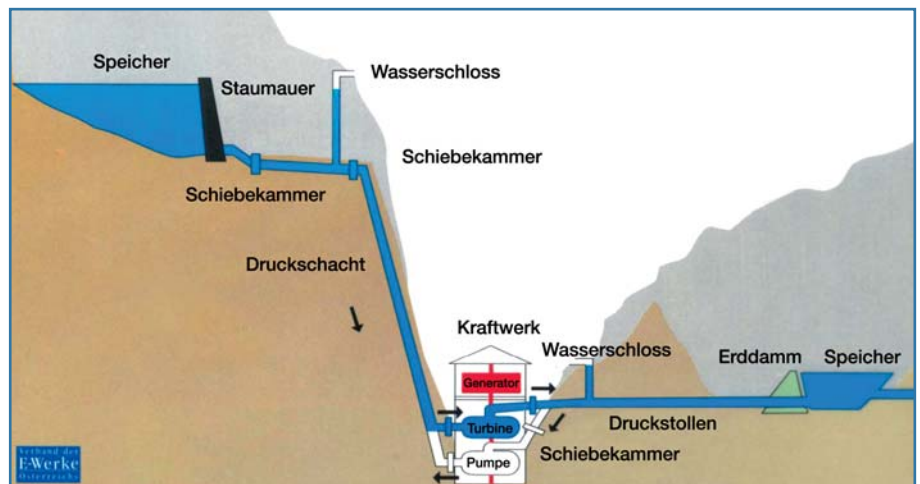 Speicher
Staumauer
Wasserschloss
Schiebekammer
Schiebekammer
Druckschacht
Kraftwerk
Wasserschloss
Erddamm
Speicher
Generator
Turbine
Druckstollen
Pumpe
Schiebekammer
Verband der
E-Werke
Österreichs